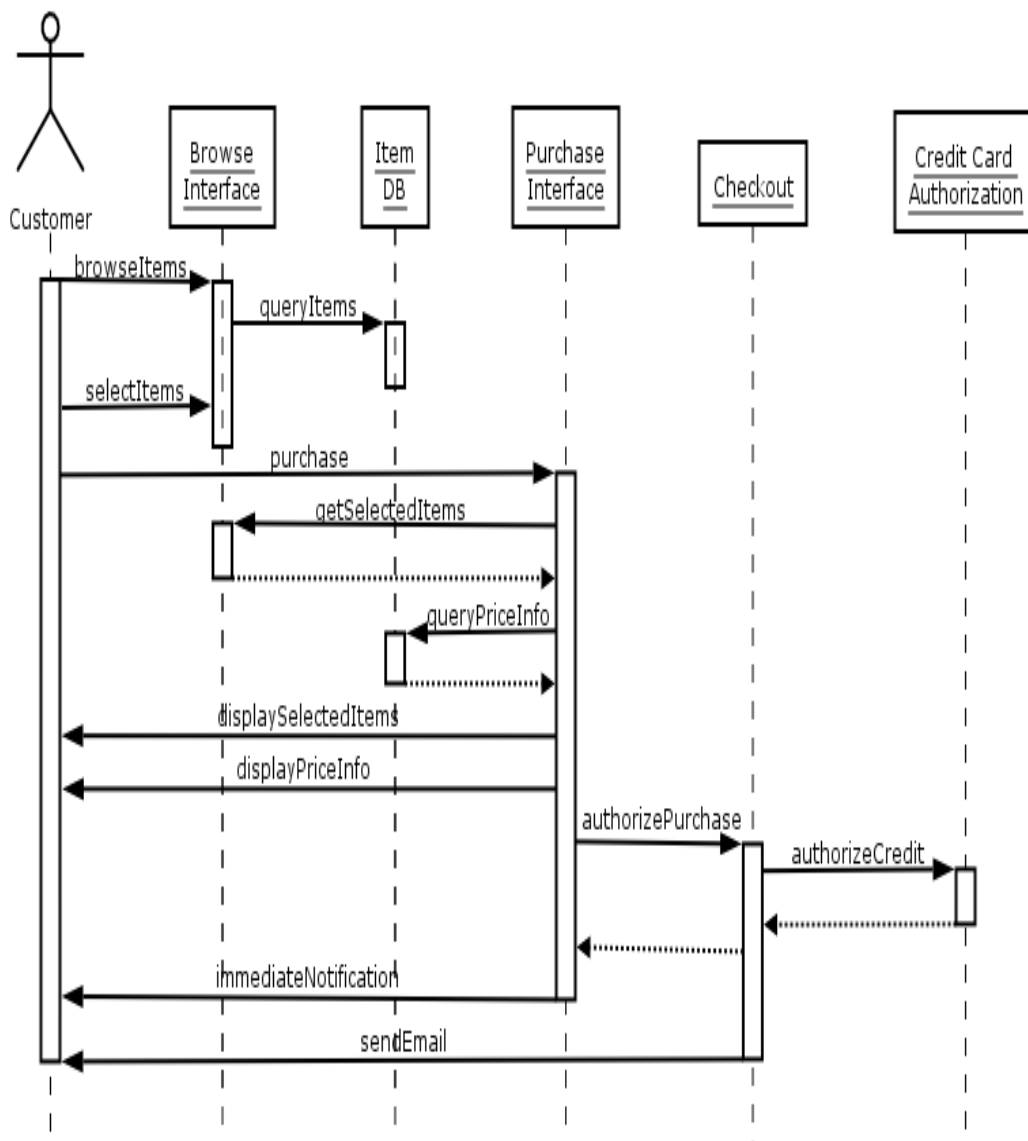 Customer
Browse
Interface
Item
DB
Purchase
Interface
Checkout
Credit Card
Authorization
browseItems
queryItems
selectItems
purchase
getSelectedItems
queryPriceInfo
displaySelectedItems
displayPriceInfo
authorizePurchase
authorizeCredit
immediateNotification
sendEmail